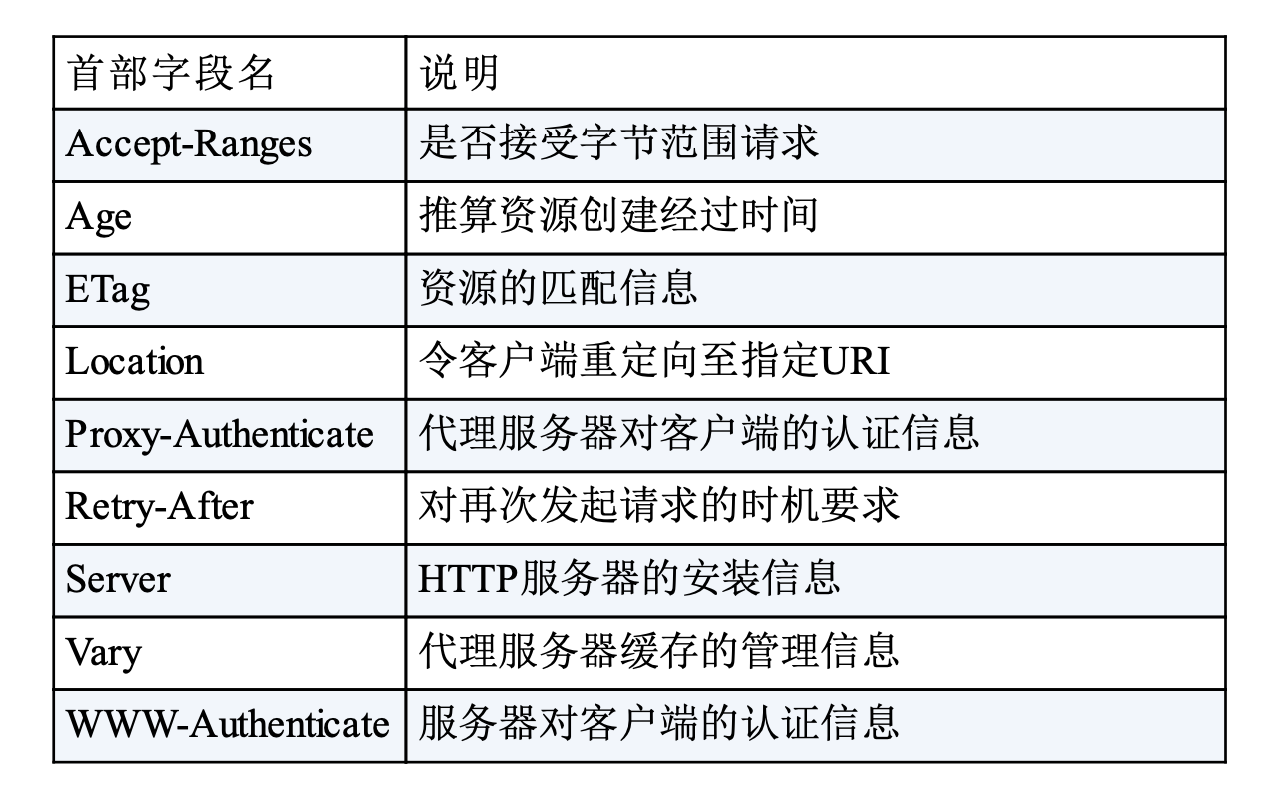 首部字段名 说明
Accept-Ranges 是否接受字节范围请求
Age 推算资源创建经过时间
ETag 资源的匹配信息
Location 令客户端重定向至指定URI
Proxy-Authenticate 代理服务器对客户端的认证信息
Retry-After 对再次发起请求的时机要求
Server HTTP服务器的安装信息
Vary 代理服务器缓存的管理信息
WWW-Authenticate 服务器对客户端的认证信息